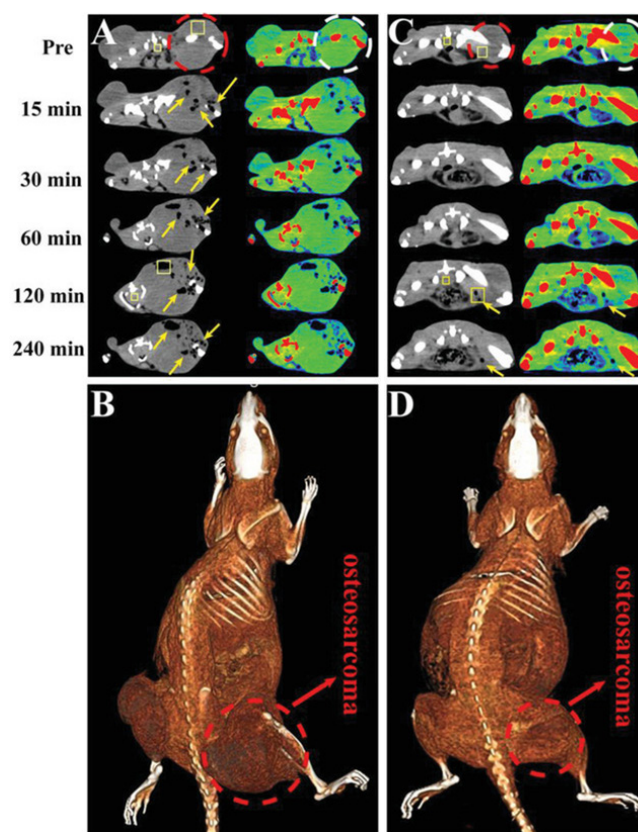 A
C
Pre
15 min
30 min
60 min
120 min
240 min
B
D
osteosarcoma
osteosarcoma